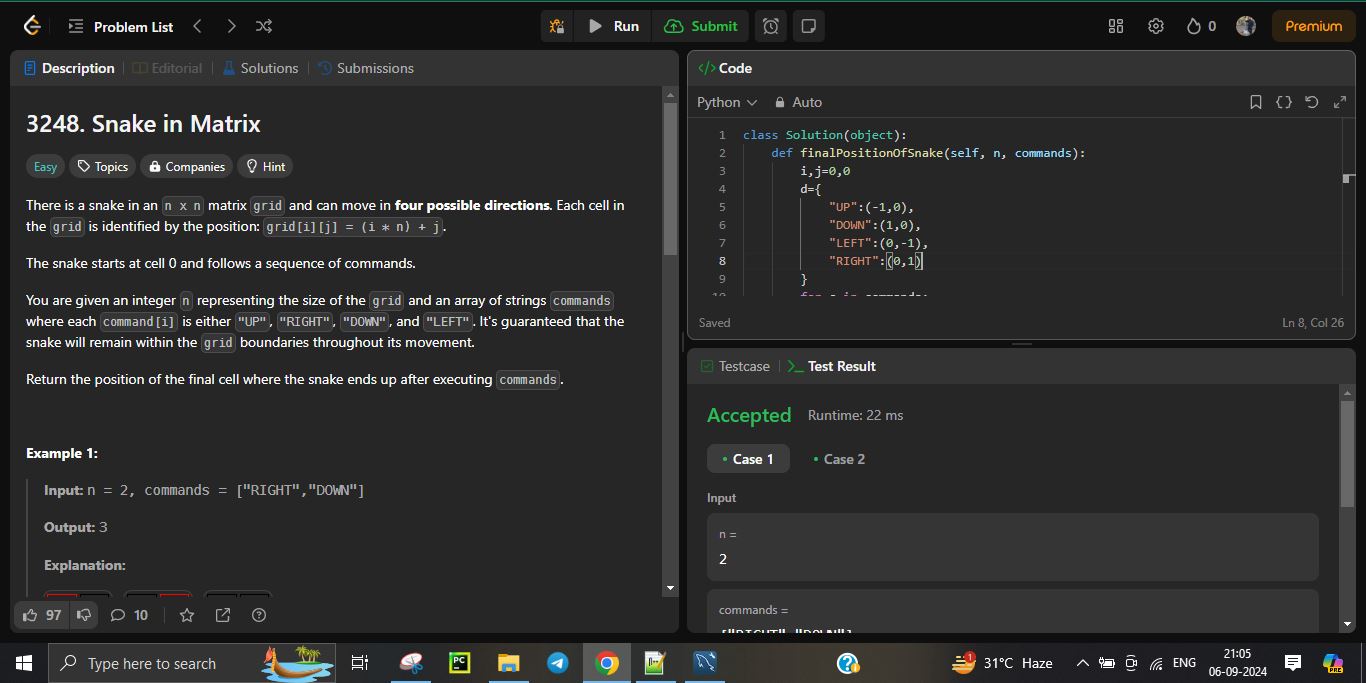 Problem List
Run
Submit
0
Premium
Description
Editorial
Solutions
Submissions
3248. Snake in Matrix
Easy
Topics
Companies
Hint
There is a snake in an n x n matrix grid and can move in four possible directions. Each cell in
the grid is identified by the position: grid[i][j] = (i * n) + j.
The snake starts at cell 0 and follows a sequence of commands.
You are given an integer n representing the size of the grid and an array of strings commands
where each command[i] is either "UP", "RIGHT", "DOWN", and "LEFT". It's guaranteed that the
snake will remain within the grid boundaries throughout its movement.
Return the position of the final cell where the snake ends up after executing commands.
Example 1:
Input: n = 2, commands = ["RIGHT","DOWN"]
Output: 3
Explanation:
97
10
</> Code
Python
Auto
1 class Solution(object):
2 def finalPositionOfSnake(self, n, commands):
3 i,j=0,0
4 d={
5 "UP":(-1,0),
6 "DOWN":(1,0),
7 "LEFT":(0,-1),
8 "RIGHT":(0,1)
9 }
10 for c in commands:
Saved
Ln 8, Col 26
Testcase
Test Result
Accepted
Runtime: 22 ms
Case 1
Case 2
Input
n =
2
commands =
["RIGHT","DOWN"]
Type here to search
PC
31°C Haze
ENG
21:05
06-09-2024
PRE